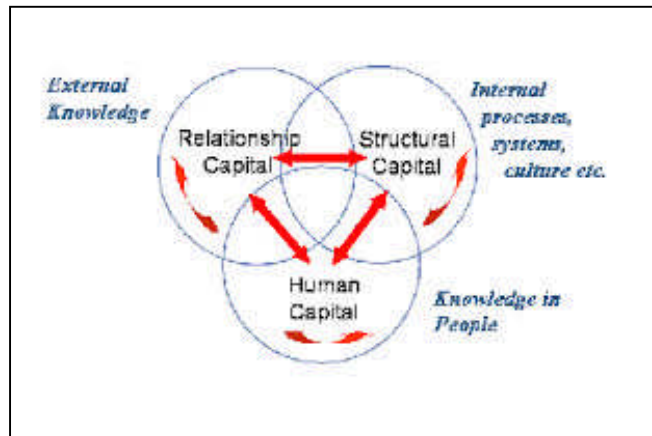 External
Knowledge
Relationship
Capital
Structural
Capital
Internal
processes,
systems,
culture etc.
Human
Capital
Knowledge in
People